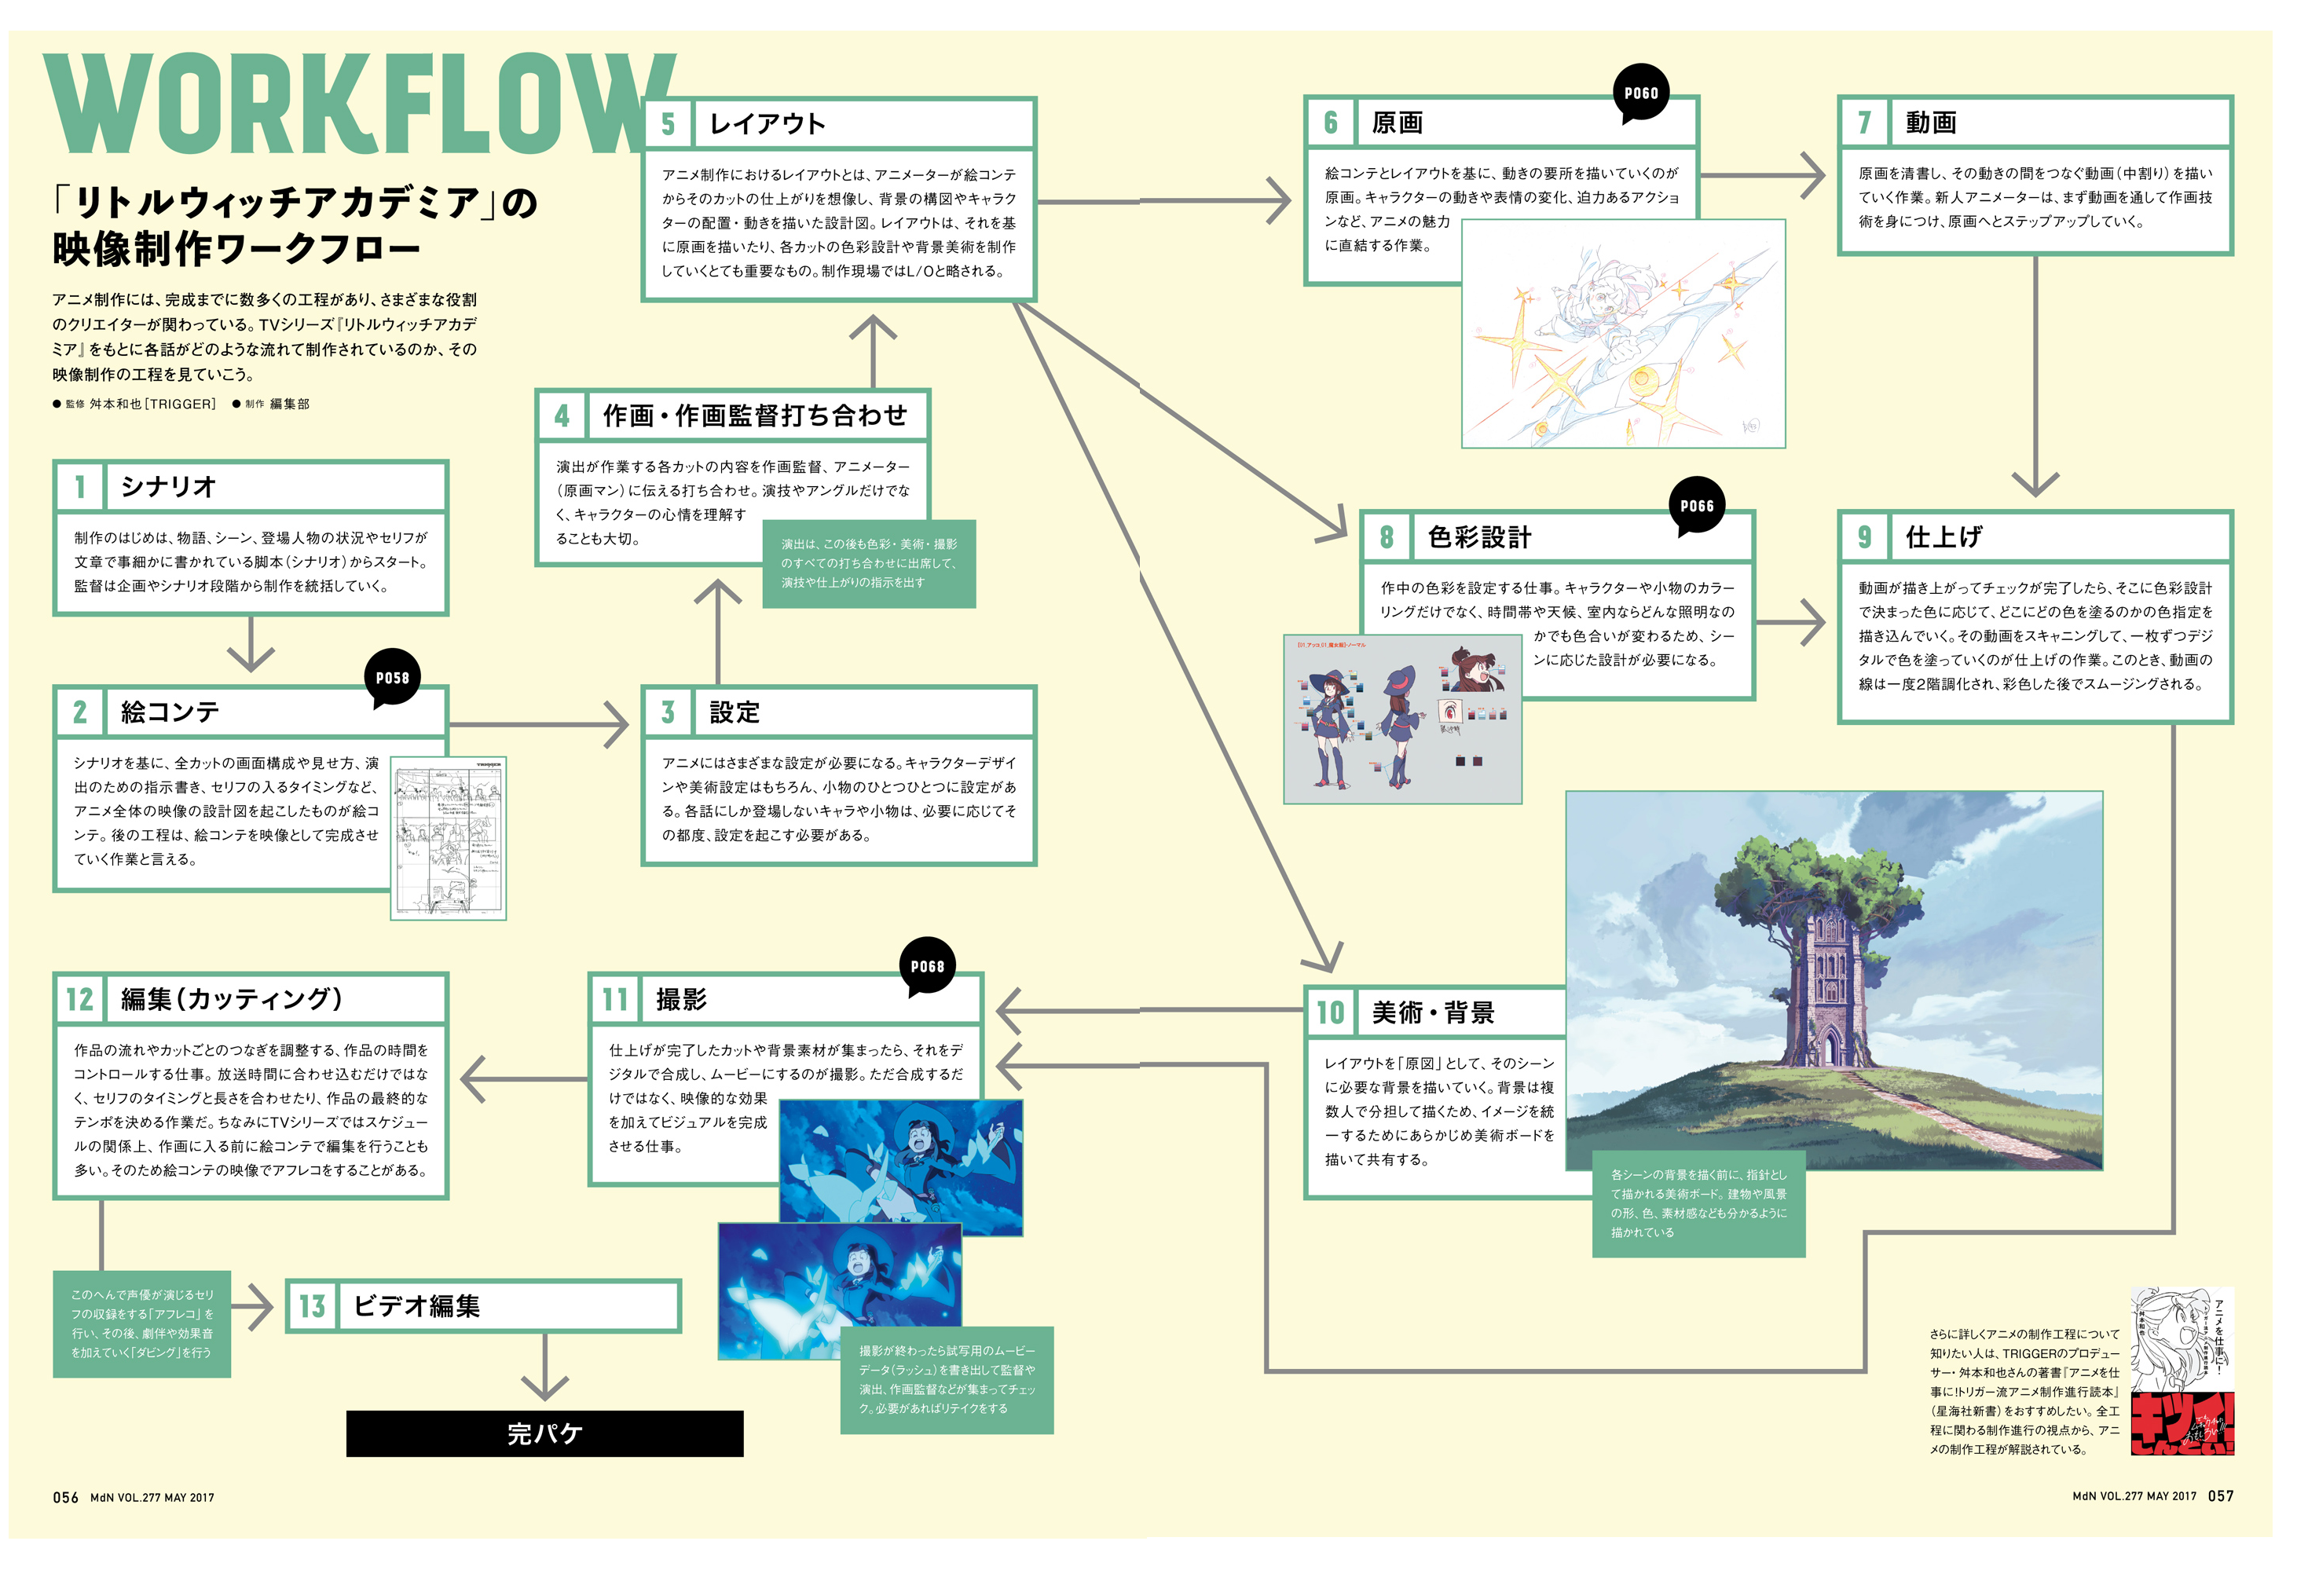 WORKFLOW
「リトルウィッチアカデミア」の
映像制作ワークフロー
アニメ制作には、完成までに数多くの工程があり、さまざまな役割
のクリエイターが関わっている。TVシリーズ『リトルウィッチアカデ
ミア』をもとに各話がどのような流れで制作されているのか、その
映像制作の工程を見ていこう。
● 監修 舛本和也[TRIGGER] ● 制作 編集部
1 シナリオ
制作のはじめは、物語、シーン、登場人物の状況やセリフが
文章で事細かに書かれている脚本(シナリオ)からスタート。
監督は企画やシナリオ段階から制作を統括していく。
P058
2 絵コンテ
シナリオを基に、全カットの画面構成や見せ方、演
出のための指示書き、セリフの入るタイミングなど、
アニメ全体の映像の設計図を起こしたものが絵コ
ンテ。後の工程は、絵コンテを映像として完成させ
ていく作業と言える。
TRIGGER
3 設定
アニメにはさまざまな設定が必要になる。キャラクターデザイ
ンや美術設定はもちろん、小物のひとつひとつに設定があ
る。各話にしか登場しないキャラや小物は、必要に応じてそ
の都度、設定を起こす必要がある。
4 作画・作画監督打ち合わせ
演出が作業する各カットの内容を作画監督、アニメーター
(原画マン)に伝える打ち合わせ。演技やアングルだけでな
く、キャラクターの心情を理解す
ることも大切。
演出は、この後も色彩・美術・撮影
のすべての打ち合わせに出席して、
演技や仕上がりの指示を出す
5 レイアウト
アニメ制作におけるレイアウトとは、アニメーターが絵コンテ
からそのカットの仕上がりを想像し、背景の構図やキャラク
ターの配置・動きを描いた設計図。レイアウトは、それを基
に原画を描いたり、各カットの色彩設計や背景美術を制作
していくとても重要なもの。制作現場ではL/Oと略される。
P060
6 原画
絵コンテとレイアウトを基に、動きの要所を描いていくのが
原画。キャラクターの動きや表情の変化、迫力あるアクショ
ンなど、アニメの魅力
に直結する作業。
7 動画
原画を清書し、その動きの間をつなぐ動画(中割り)を描い
ていく作業。新人アニメーターは、まず動画を通して作画技
術を身につけ、原画へとステップアップしていく。
P066
8 色彩設計
作中の色彩を設定する仕事。キャラクターや小物のカラー
リングだけでなく、時間帯や天候、室内ならどんな照明なの
かでも色合いが変わるため、シー
ンに応じた設計が必要になる。
9 仕上げ
動画が描き上がってチェックが完了したら、そこに色彩設計
で決まった色に応じて、どこにどの色を塗るのかの色指定を
描き込んでいく。その動画をスキャニングして、一枚ずつデジ
タルで色を塗っていくのが仕上げの作業。このとき、動画の
線は一度2階調化され、彩色した後でスムージングされる。
10 美術・背景
レイアウトを「原図」として、そのシーン
に必要な背景を描いていく。背景は複
数人で分担して描くため、イメージを統
一するためにあらかじめ美術ボードを
描いて共有する。
各シーンの背景を描く前に、指針とし
て描かれる美術ボード。建物や風景
の形、色、素材感なども分かるように
描かれている
P068
11 撮影
仕上げが完了したカットや背景素材が集まったら、それをデ
ジタルで合成し、ムービーにするのが撮影。ただ合成するだ
けではなく、映像的な効果
を加えてビジュアルを完成
させる仕事。
撮影が終わったら試写用のムービー
データ(ラッシュ)を書き出して監督や
演出、作画監督などが集まってチェッ
ク。必要があればリテイクをする
12 編集(カッティング)
作品の流れやカットごとのつなぎを調整する、作品の時間を
コントロールする仕事。放送時間に合わせ込むだけではな
く、セリフのタイミングと長さを合わせたり、作品の最終的な
テンポを決める作業だ。ちなみにTVシリーズではスケジュー
ルの関係上、作画に入る前に絵コンテで編集を行うことも
多い。そのため絵コンテの映像でアフレコをすることがある。
このへんで声優が演じるセリ
フの収録をする「アフレコ」を
行い、その後、劇伴や効果音
を加えていく「ダビング」を行う
13 ビデオ編集
完パケ
さらに詳しくアニメの制作工程について
知りたい人は、TRIGGERのプロデュー
サー・舛本和也さんの著書『アニメを仕
事に!トリガー流アニメ制作進行読本』
(星海社新書)をおすすめしたい。全工
程に関わる制作進行の視点から、アニ
メの制作工程が解説されている。
アニメを仕事に!
舛本和也
キツイ!
しんどい!
056 MdN VOL.277 MAY 2017
MdN VOL.277 MAY 2017 057